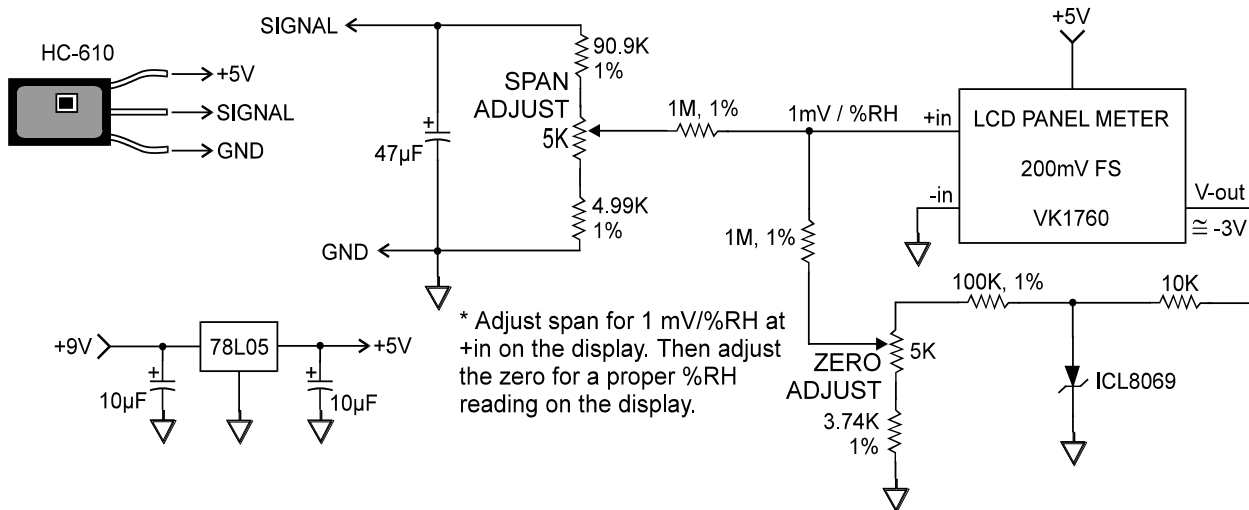 HC-610
+5V
SIGNAL
GND
SIGNAL
+
47µF
GND
90.9K
1%
SPAN
ADJUST
5K
4.99K
1%
1M, 1%
1mV / %RH
1M, 1%
+5V
+in
-in
LCD PANEL METER
200mV FS
VK1760
V-out
≅ -3V
100K, 1%
10K
5K
ZERO
ADJUST
3.74K
1%
ICL8069
+9V
78L05
+5V
+
10µF
+
10µF
* Adjust span for 1 mV/%RH at
+in on the display. Then adjust
the zero for a proper %RH
reading on the display.